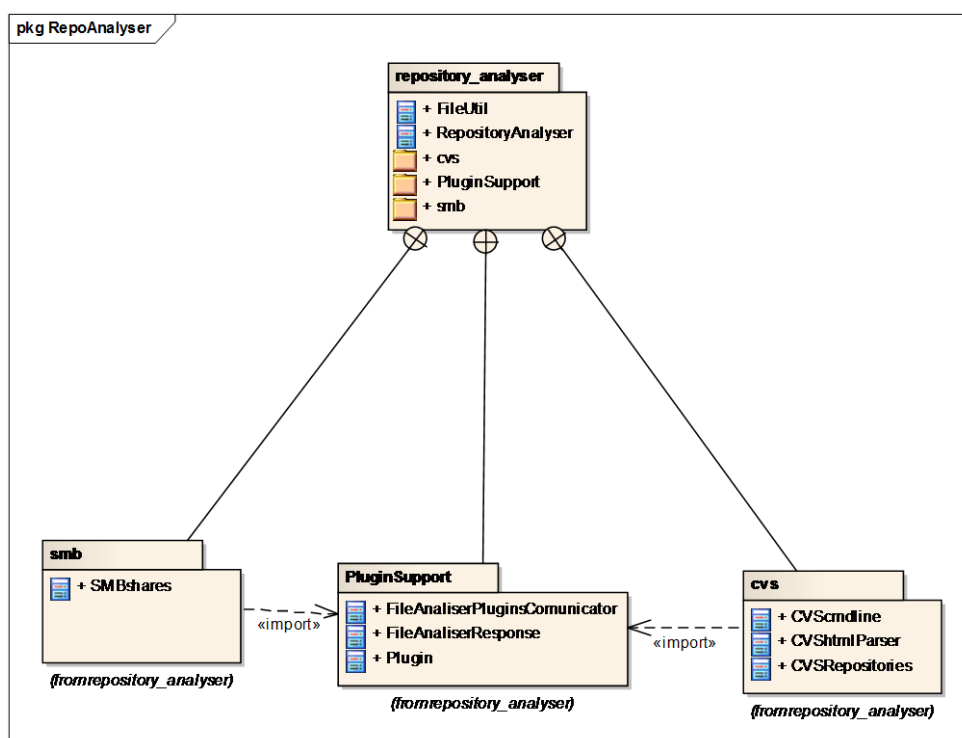 pkg RepoAnalyser
repository_analyser
+ FileUtil
+ RepositoryAnalyser
+ cvs
+ PluginSupport
+ smb
smb
+ SMBshares
(fromrepository_analyser)
«import»
PluginSupport
+ FileAnaliserPluginsComunicator
+ FileAnaliserResponse
+ Plugin
(fromrepository_analyser)
«import»
cvs
+ CVScmdline
+ CVShtmlParser
+ CVSRepositories
(fromrepository_analyser)